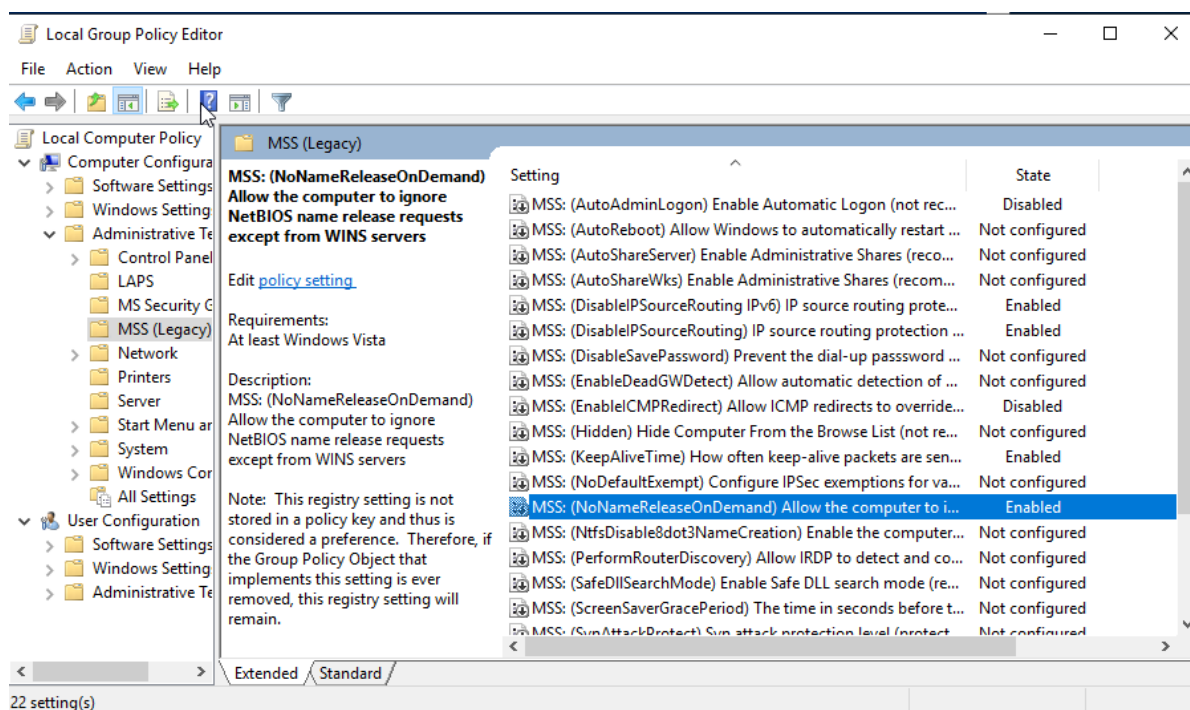 Local Group Policy Editor
File Action View Help
Local Computer Policy
Computer Configura
Software Settings
Windows Setting
Administrative Te
Control Panel
LAPS
MS Security G
MSS (Legacy)
Network
Printers
Server
Start Menu ar
System
Windows Cor
All Settings
User Configuration
Software Settings
Windows Setting
Administrative Te
MSS (Legacy)
MSS: (NoNameReleaseOnDemand)
Allow the computer to ignore
NetBIOS name release requests
except from WINS servers
Edit policy setting
Requirements:
At least Windows Vista
Description:
MSS: (NoNameReleaseOnDemand)
Allow the computer to ignore
NetBIOS name release requests
except from WINS servers
Note: This registry setting is not
stored in a policy key and thus is
considered a preference. Therefore, if
the Group Policy Object that
implements this setting is ever
removed, this registry setting will
remain.
Setting State
MSS: (AutoAdminLogon) Enable Automatic Logon (not rec... Disabled
MSS: (AutoReboot) Allow Windows to automatically restart ... Not configured
MSS: (AutoShareServer) Enable Administrative Shares (reco... Not configured
MSS: (AutoShareWks) Enable Administrative Shares (recom... Not configured
MSS: (DisableIPSourceRouting IPv6) IP source routing prote... Enabled
MSS: (DisableIPSourceRouting) IP source routing protection ... Enabled
MSS: (DisableSavePassword) Prevent the dial-up passsword ... Not configured
MSS: (EnableDeadGWDetect) Allow automatic detection of ... Not configured
MSS: (EnableICMPRedirect) Allow ICMP redirects to override... Disabled
MSS: (Hidden) Hide Computer From the Browse List (not re... Not configured
MSS: (KeepAliveTime) How often keep-alive packets are sen... Enabled
MSS: (NoDefaultExempt) Configure IPSec exemptions for va... Not configured
MSS: (NoNameReleaseOnDemand) Allow the computer to i... Enabled
MSS: (NtfsDisable8dot3NameCreation) Enable the computer... Not configured
MSS: (PerformRouterDiscovery) Allow IRDP to detect and co... Not configured
MSS: (SafeDllSearchMode) Enable Safe DLL search mode (re... Not configured
MSS: (ScreenSaverGracePeriod) The time in seconds before t... Not configured
MSS: (SynAttackProtect) Syn attack protection level (protect... Not configured
Extended Standard
22 setting(s)